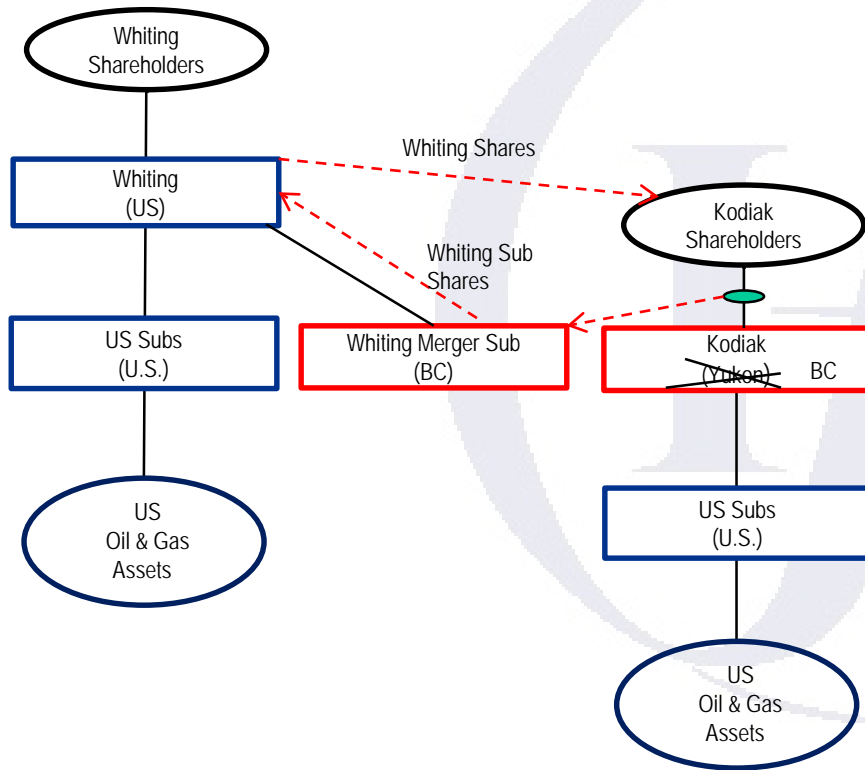 Whiting
Shareholders
Whiting Shares
Whiting
(US)
Kodiak
Shareholders
Whiting Sub
Shares
US Subs
(U.S.)
Whiting Merger Sub
(BC)
Kodiak
(Yukon)
BC
US
Oil & Gas
Assets
US Subs
(U.S.)
US
Oil & Gas
Assets